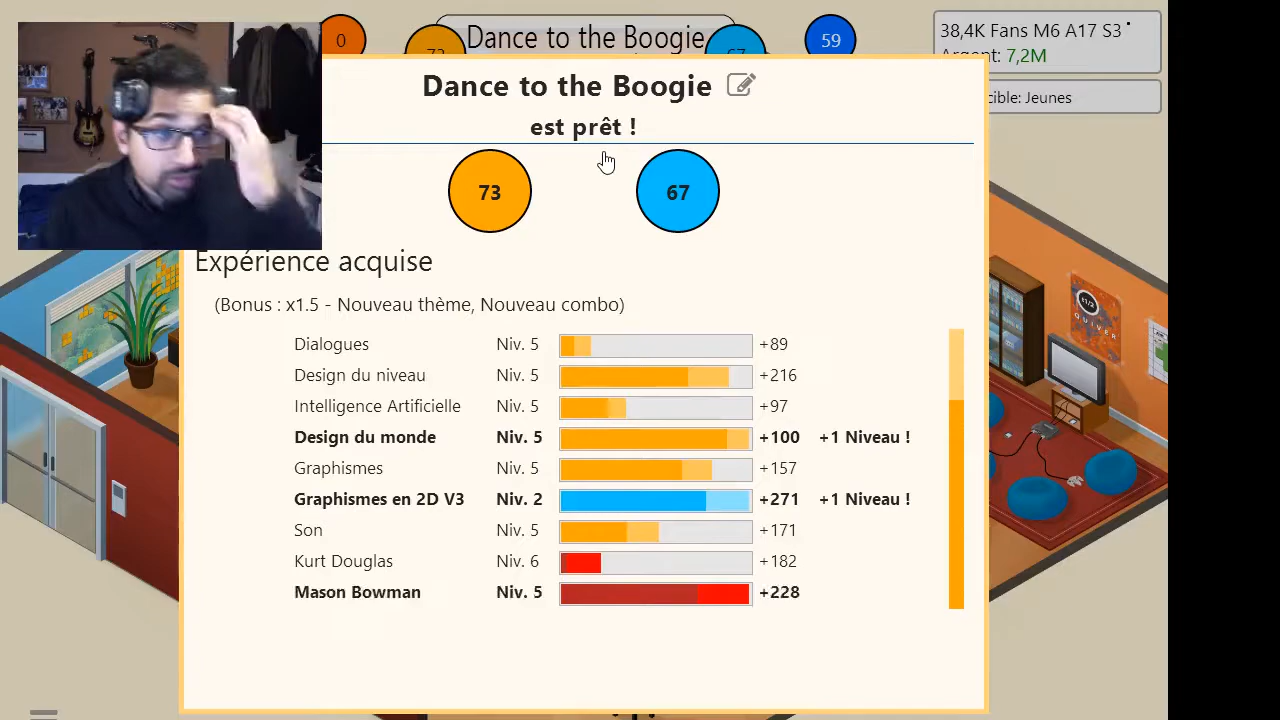 0
Dance to the Boogie
59
38,4K Fans M6 A17 S3
Argent: 7,2M
cible: Jeunes
Dance to the Boogie
est prêt !
73
67
Expérience acquise
(Bonus : x1.5 - Nouveau thème, Nouveau combo)
Dialogues Niv. 5 +89
Design du niveau Niv. 5 +216
Intelligence Artificielle Niv. 5 +97
Design du monde Niv. 5 +100 +1 Niveau !
Graphismes Niv. 5 +157
Graphismes en 2D V3 Niv. 2 +271 +1 Niveau !
Son Niv. 5 +171
Kurt Douglas Niv. 6 +182
Mason Bowman Niv. 5 +228
QUIVER